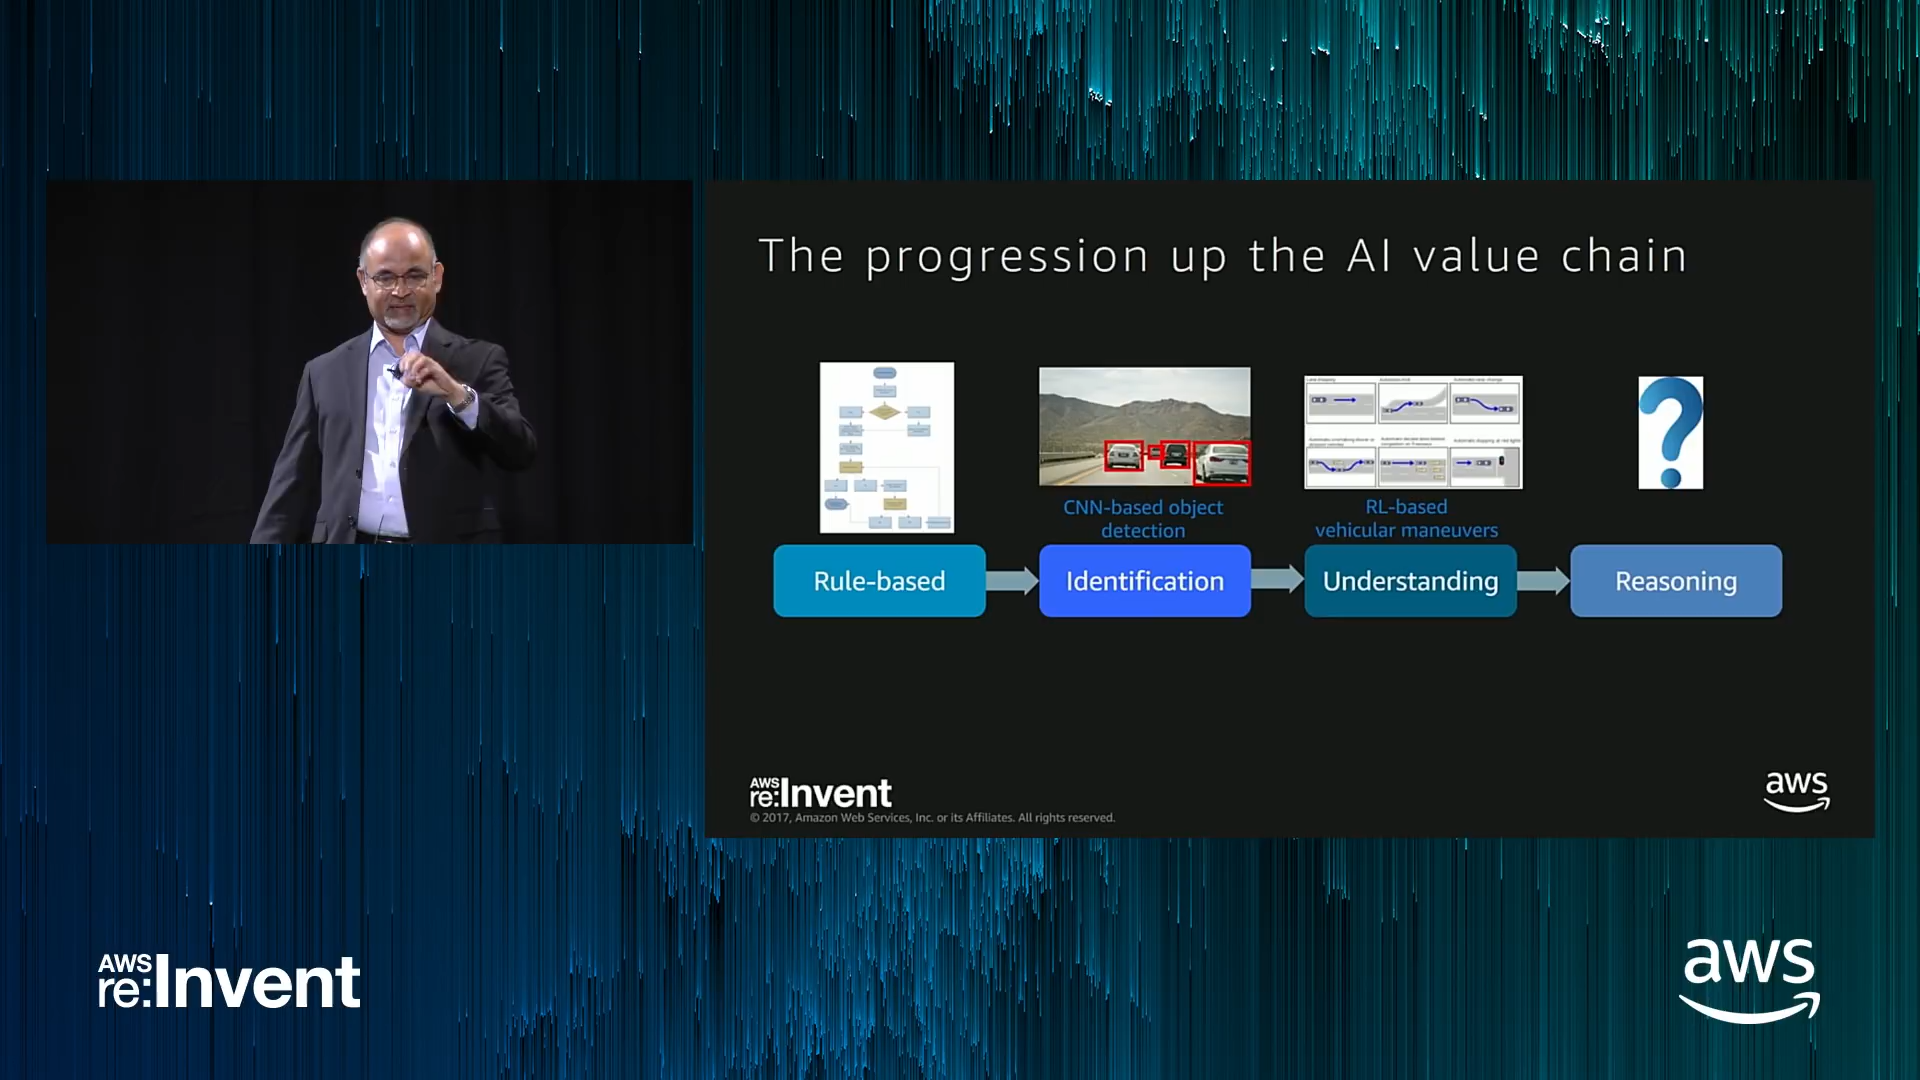 The progression up the AI value chain
CNN-based object
detection
RL-based
vehicular maneuvers
Rule-based
Identification
Understanding
Reasoning
AWS
re:Invent
© 2017, Amazon Web Services, Inc. or its Affiliates. All rights reserved.
aws
AWS
re:Invent
aws